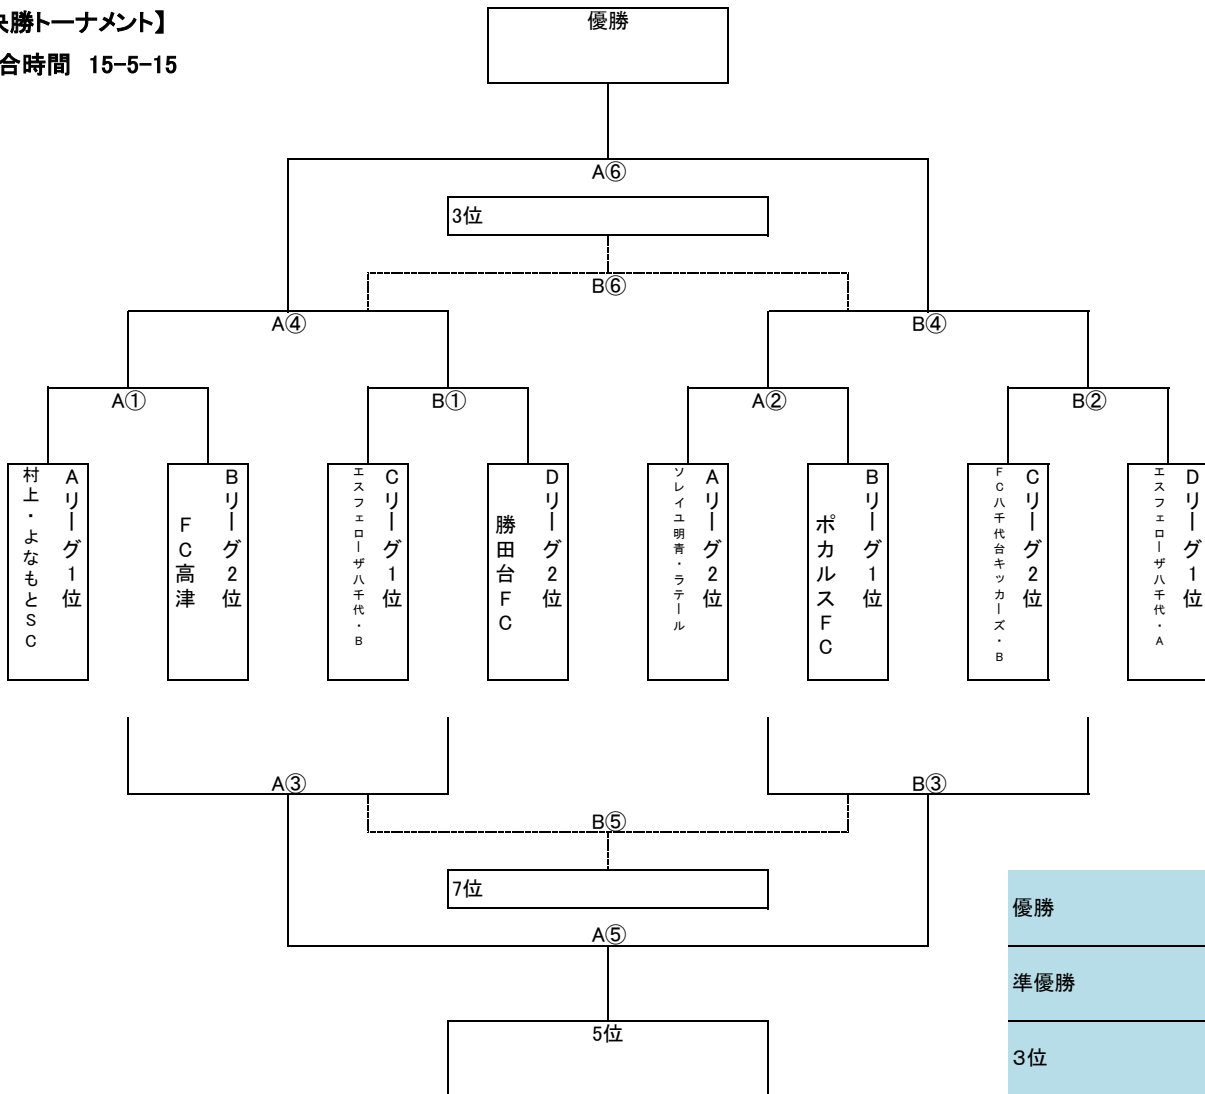 決勝トーナメント】
合時間 15-5-15
優勝
A⑥
3位
B⑥
A④
B④
A①
B①
A②
B②
Aリーグ1位
村上・よなもとSC
Bリーグ2位
FC高津
Cリーグ1位
エスフェローザ八千代・B
Dリーグ2位
勝田台FC
Aリーグ2位
ソレイユ明青・ラテール
Bリーグ1位
ポカルスFC
Cリーグ2位
FC八千代台キッカーズ・B
Dリーグ1位
エスフェローザ八千代・A
A③
B③
B⑤
7位
A⑤
5位
優勝
準優勝
3位